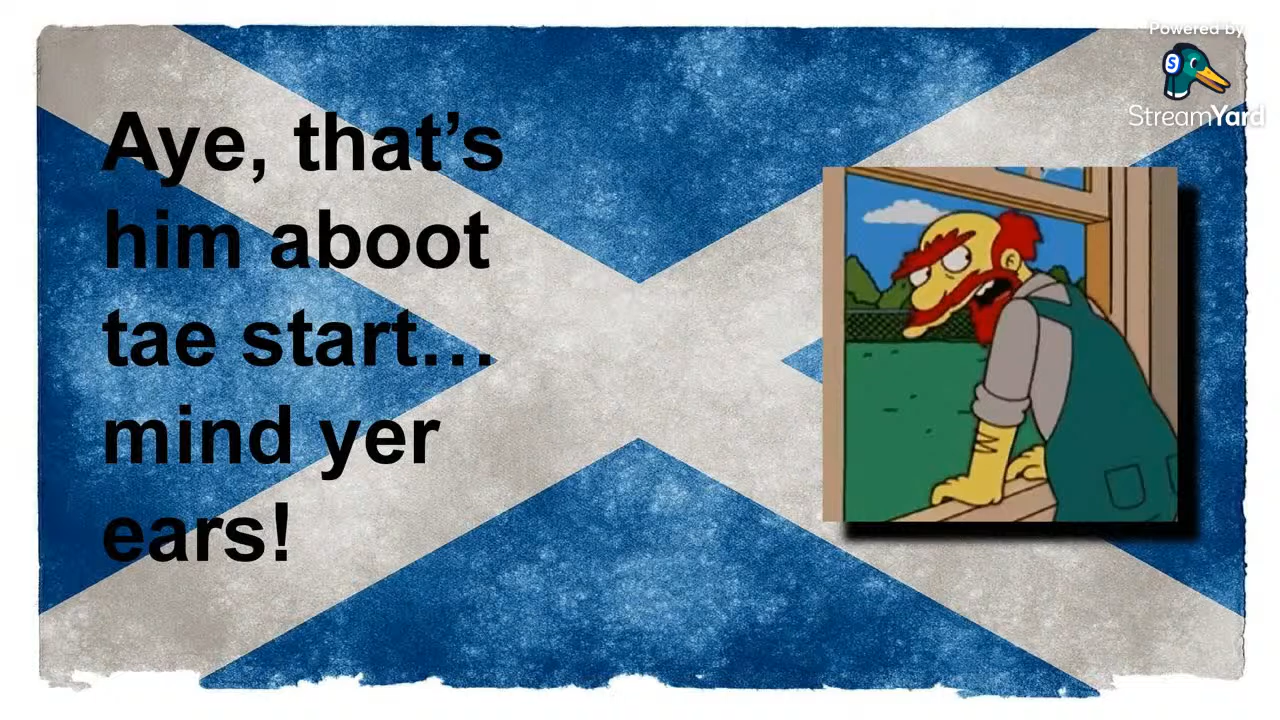 Aye, that’s
him aboot
tae start…
mind yer
ears!
Powered by
S
StreamYard